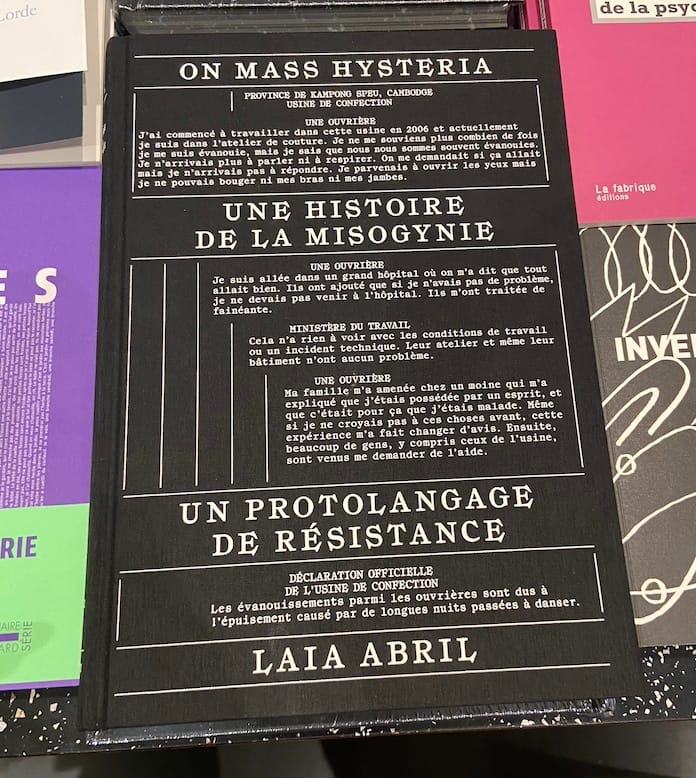 Lorde
de la psyc
ON MASS HYSTERIA
PROVINCE DE KAMPONG SPEU, CAMBODGE
USINE DE CONFECTION
UNE OUVRIÈRE
J'ai commencé à travailler dans cette usine en 2006 et actuellement
je suis dans l'atelier de couture. Je ne me souviens plus combien de fois
je me suis évanouie, mais je sais que nous nous sommes souvent évanouies.
Je n'arrivais plus à parler ni à respirer. On me demandait si ça allait
mais je n'arrivais pas à répondre. Je parvenais à ouvrir les yeux mais
je ne pouvais bouger ni mes bras ni mes jambes.
UNE HISTOIRE
DE LA MISOGYNIE
UNE OUVRIÈRE
Je suis allée dans un grand hôpital où on m'a dit que tout
allait bien. Ils ont ajouté que si je n'avais pas de problème,
je ne devais pas venir à l'hôpital. Ils m'ont traitée de
fainéante.
MINISTÈRE DU TRAVAIL
Cela n'a rien à voir avec les conditions de travail
ou un incident technique. Leur atelier et même leur
bâtiment n'ont aucun problème.
UNE OUVRIÈRE
Ma famille m'a amenée chez un moine qui m'a
expliqué que j'étais possédée par un esprit, et
que c'était pour ça que j'étais malade. Même
si je ne croyais pas à ces choses avant, cette
expérience m'a fait changer d'avis. Ensuite,
beaucoup de gens, y compris ceux de l'usine,
sont venus me demander de l'aide.
UN PROTOLANGAGE
DE RÉSISTANCE
DÉCLARATION OFFICIELLE
DE L'USINE DE CONFECTION
Les évanouissements parmi les ouvrières sont dus à
l'épuisement causé par de longues nuits passées à danser.
LAIA ABRIL
La fabrique
éditions
INVE
E S
RIE
AIRE
ARD
SÉRIE